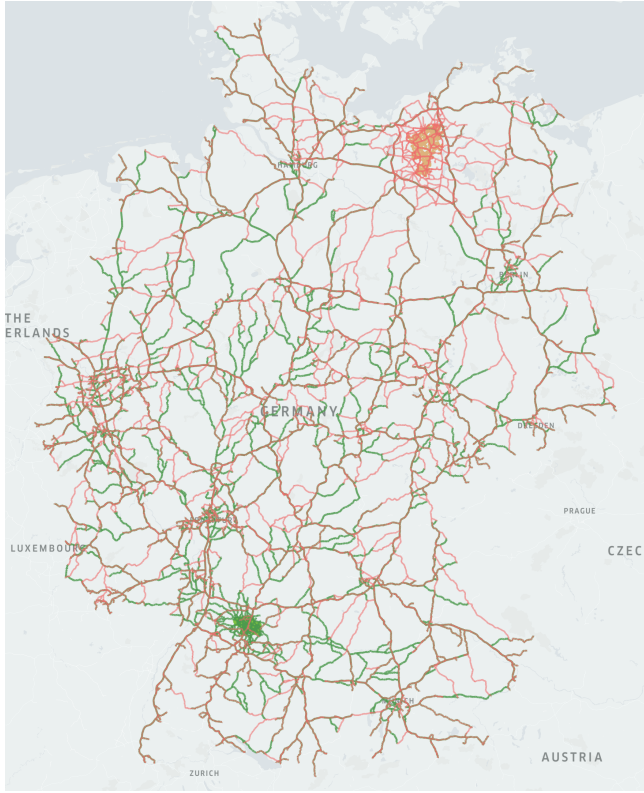 HAMBURG
BERLIN
THE
ERLANDS
GERMANY
DRESDEN
PRAGUE
LUXEMBOURG
CZEC
ZURICH
AUSTRIA